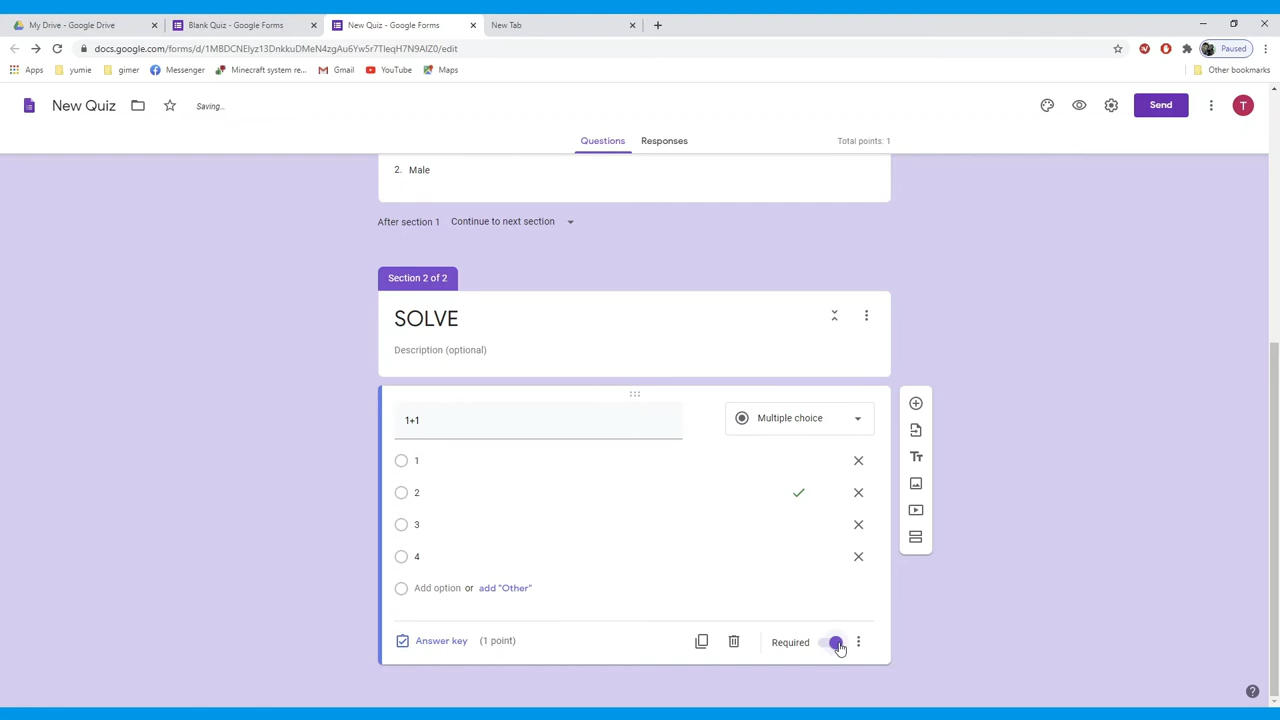 My Drive - Google Drive
Blank Quiz - Google Forms
New Quiz - Google Forms
New Tab
docs.google.com/forms/d/1MBDCNElyz13DnkkuDMeN4zgAu6Yw5r7TleqH7N9AlZ0/edit
Paused
Apps
yumie
gimer
Messenger
Minecraft system re...
Gmail
YouTube
Maps
Other bookmarks
New Quiz
Saving...
Send
T
Questions
Responses
Total points: 1
2. Male
After section 1 Continue to next section
Section 2 of 2
SOLVE
Description (optional)
1+1
Multiple choice
1
2
3
4
Add option or add "Other"
Answer key (1 point)
Required